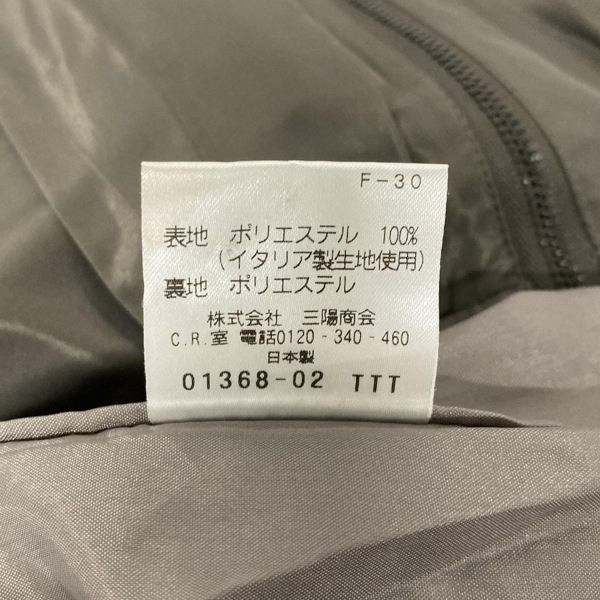 F-30
表地 ポリエステル 100%
(イタリア製生地使用)
裏地 ポリエステル
株式会社 三陽商会
C.R.室 電話0120-340-460
日本製
01368-02 TTT